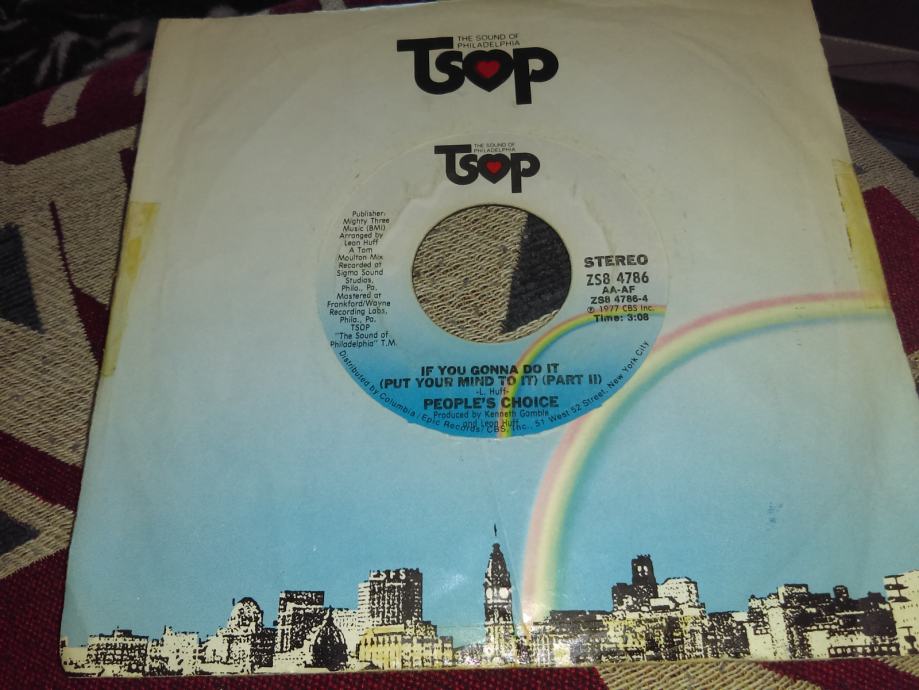 THE SOUND OF
PHILADELPHIA
TSOP
THE SOUND OF
PHILADELPHIA
TSOP
Publisher:
Mighty Three
Music (BMI)
Arranged by
Leon Huff
A Tom
Moulton Mix
Recorded at
Sigma Sound
Studios,
Phila., Pa.
Mastered at
Frankford/Wayne
Recording Labs,
Phila., Pa.
TSOP
"The Sound of
Philadelphia" T.M.
STEREO
ZS8 4786
AA-AF
ZS8 4786-4
℗ 1977 CBS Inc.
Time: 3:08
IF YOU GONNA DO IT
(PUT YOUR MIND TO IT) (PART II)
-L. Huff-
PEOPLE'S CHOICE
Produced by Kenneth Gamble
and Leon Huff
Distributed by Columbia/Epic Records/CBS, Inc., 51 West 52 Street, New York City